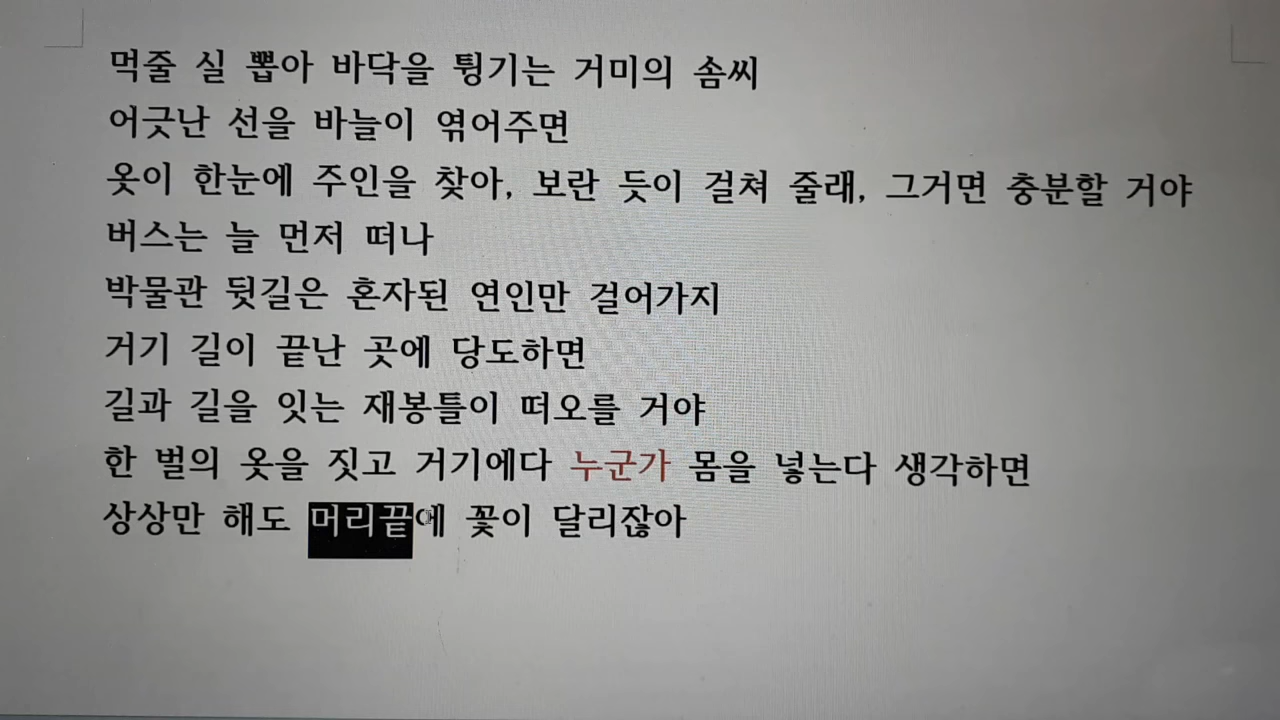 먹줄 실 뽑아 바닥을 튕기는 거미의 솜씨
어긋난 선을 바늘이 엮어주면
옷이 한눈에 주인을 찾아, 보란 듯이 걸쳐 줄래, 그거면 충분할 거야
버스는 늘 먼저 떠나
박물관 뒷길은 혼자된 연인만 걸어가지
거기 길이 끝난 곳에 당도하면
길과 길을 잇는 재봉틀이 떠오를 거야
한 벌의 옷을 짓고 거기에다 누군가 몸을 넣는다 생각하면
상상만 해도 머리끝에 꽃이 달리잖아